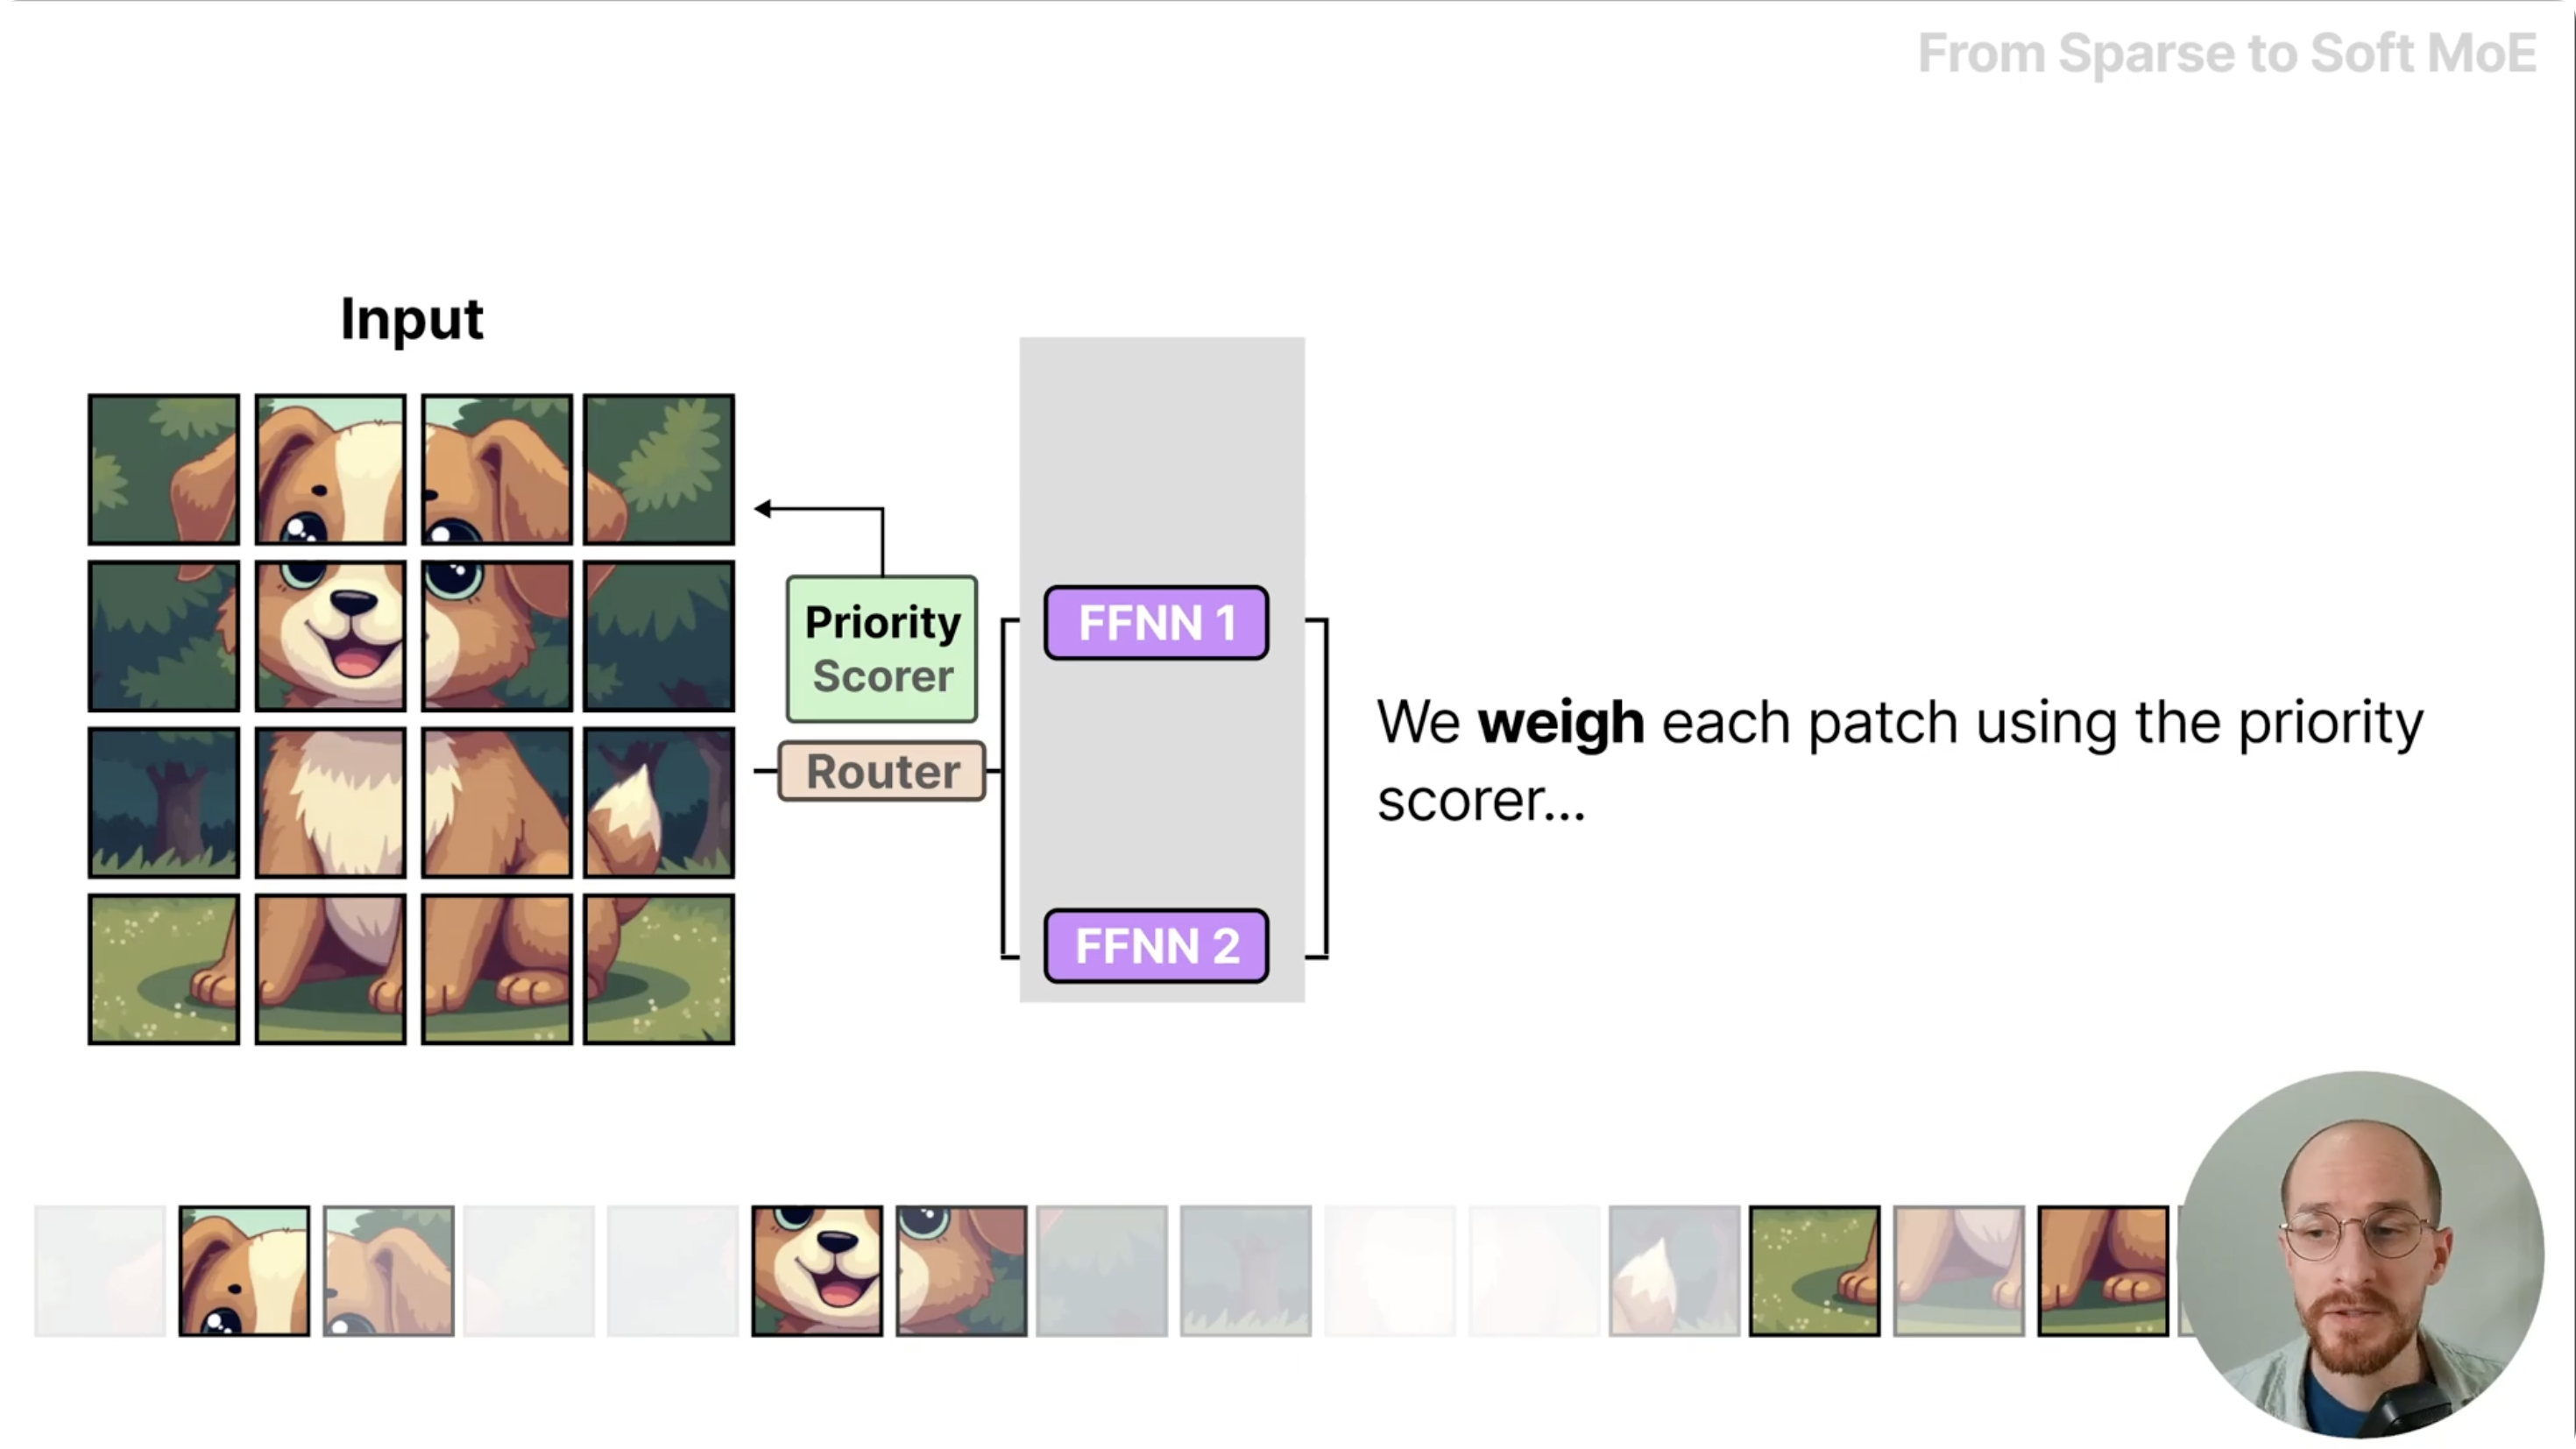 From Sparse to Soft MoE
Input
Priority
Scorer
Router
FFNN 1
FFNN 2
We weigh each patch using the priority
scorer...